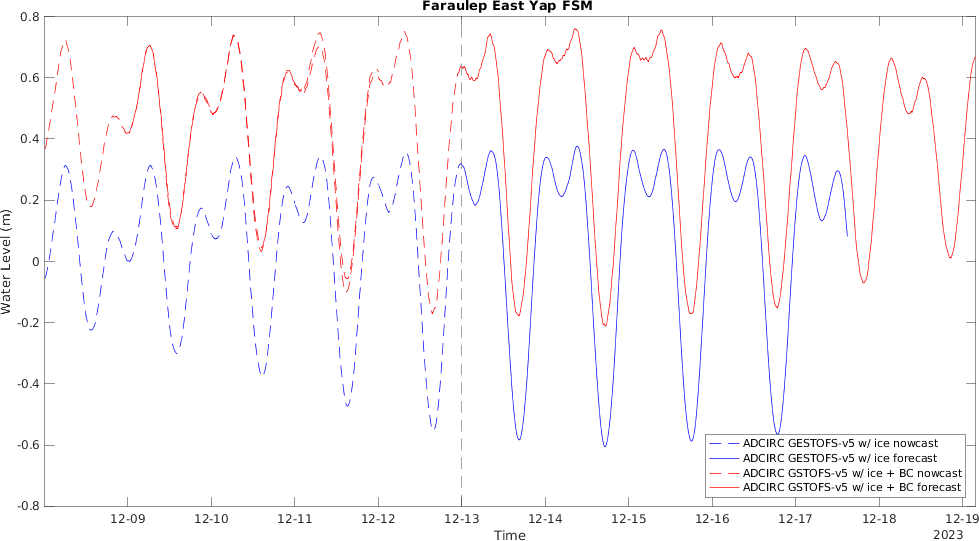 Faraulep East Yap FSM
0.8
0.6
0.4
0.2
0
-0.2
-0.4
-0.6
-0.8
Water Level (m)
ADCIRC GESTOFS-v5 w/ ice nowcast
ADCIRC GESTOFS-v5 w/ ice forecast
ADCIRC GSTOFS-v5 w/ ice + BC nowcast
ADCIRC GSTOFS-v5 w/ ice + BC forecast
12-09 12-10 12-11 12-12 12-13 12-14 12-15 12-16 12-17 12-18 12-19
Time
2023